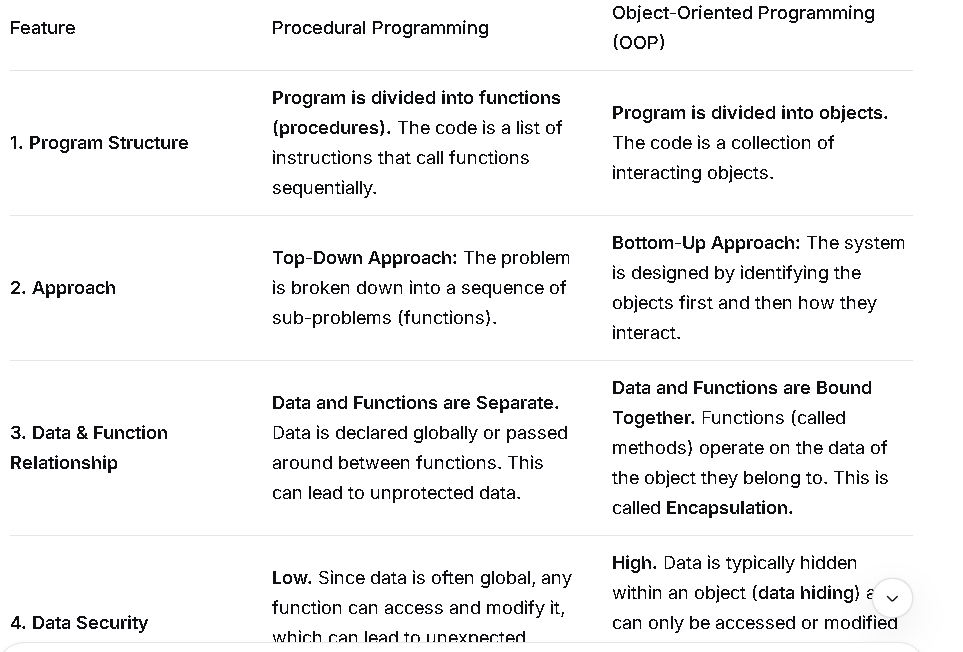 Feature
Procedural Programming
Object-Oriented Programming
(OOP)
1. Program Structure
Program is divided into functions
(procedures). The code is a list of
instructions that call functions
sequentially.
Program is divided into objects.
The code is a collection of
interacting objects.
2. Approach
Top-Down Approach: The problem
is broken down into a sequence of
sub-problems (functions).
Bottom-Up Approach: The system
is designed by identifying the
objects first and then how they
interact.
3. Data & Function
Relationship
Data and Functions are Separate.
Data is declared globally or passed
around between functions. This
can lead to unprotected data.
Data and Functions are Bound
Together. Functions (called
methods) operate on the data of
the object they belong to. This is
called Encapsulation.
4. Data Security
Low. Since data is often global, any
function can access and modify it,
which can lead to unexpected
High. Data is typically hidden
within an object (data hiding)
can only be accessed or modified